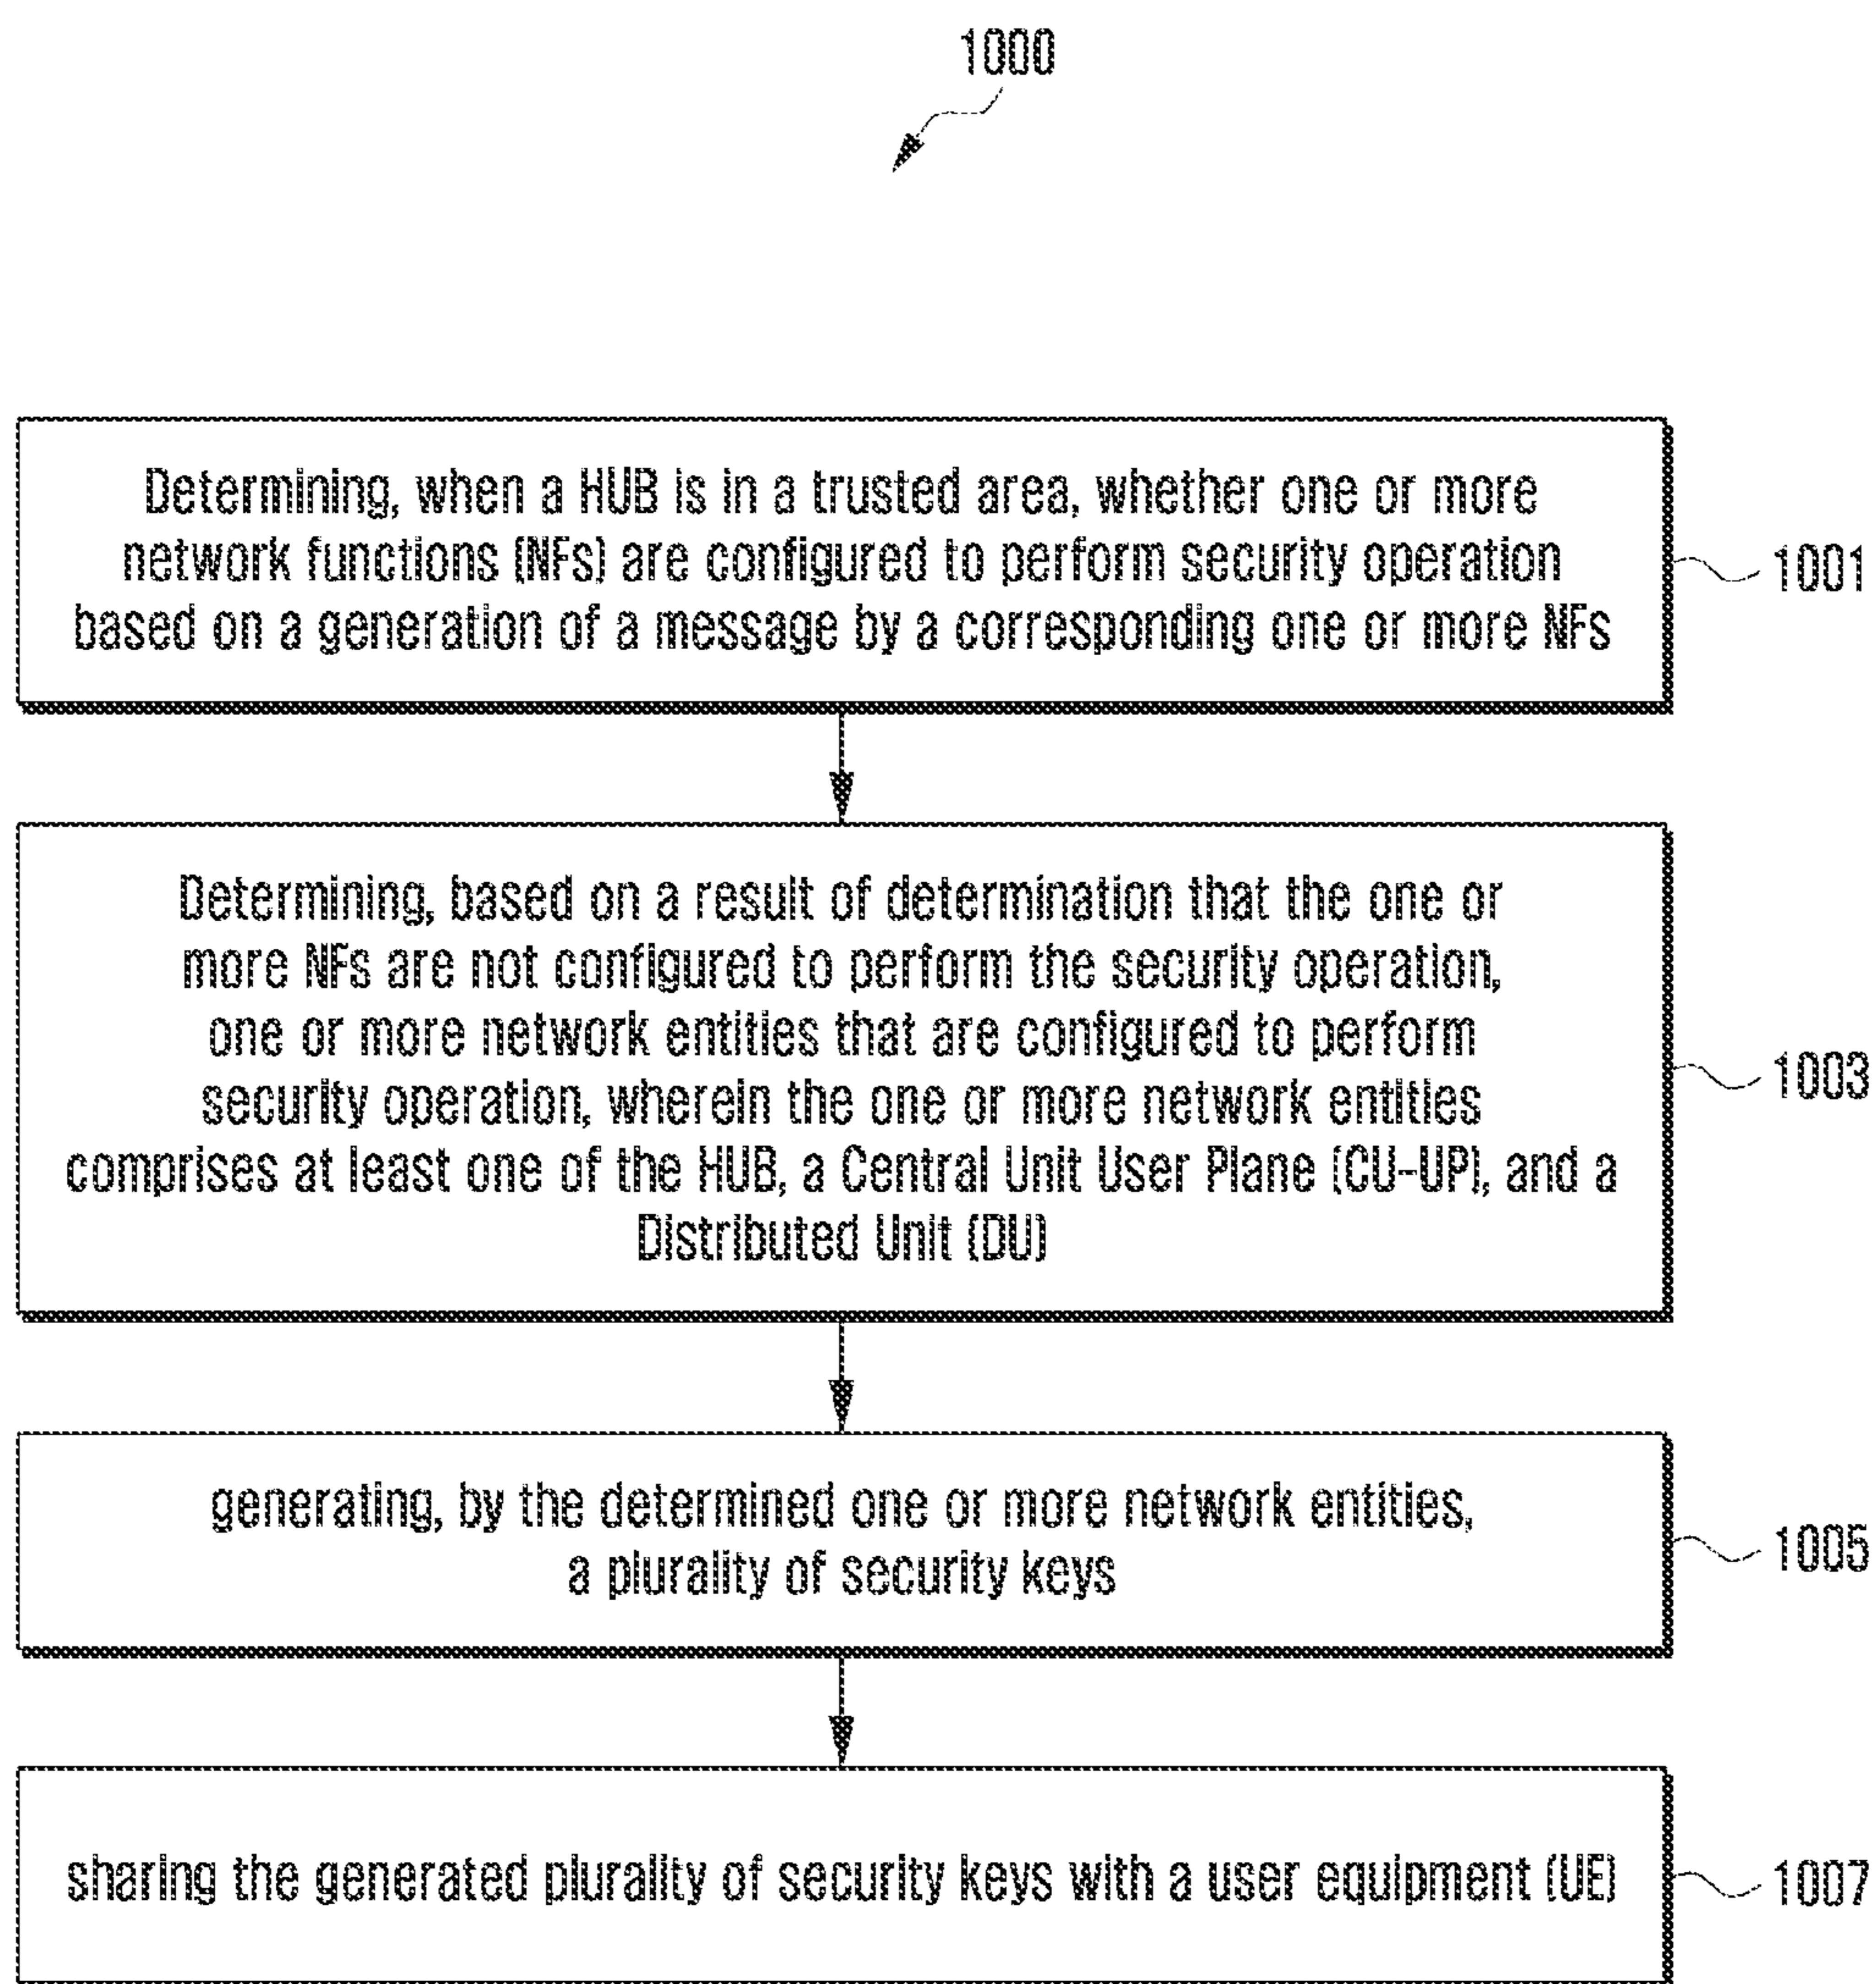 1000
Determining, when a HUB is in a trusted area, whether one or more
network functions (NFs) are configured to perform security operation
based on a generation of a message by a corresponding one or more NFs
1001
Determining, based on a result of determination that the one or
more NFs are not configured to perform the security operation,
one or more network entities that are configured to perform
security operation, wherein the one or more network entities
comprises at least one of the HUB, a Central Unit User Plane (CU-UP), and a
Distributed Unit (DU)
1003
generating, by the determined one or more network entities,
a plurality of security keys
1005
sharing the generated plurality of security keys with a user equipment (UE)
1007